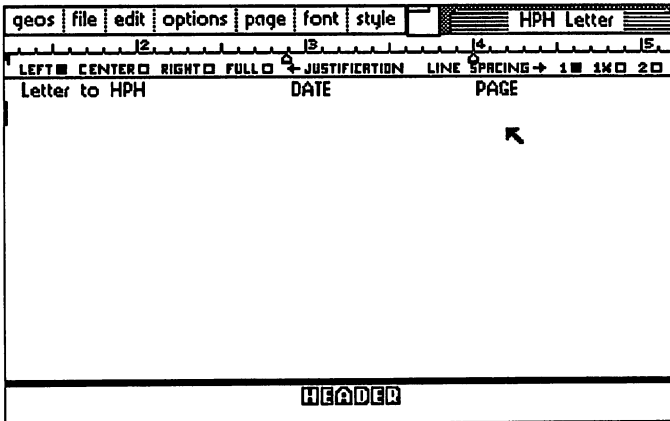 geos file edit options page font style HPH Letter
2 3 4 5
LEFT CENTER RIGHT FULL ← JUSTIFICATION LINE SPACING → 1 1½ 2
Letter to HPH DATE PAGE
HEADER